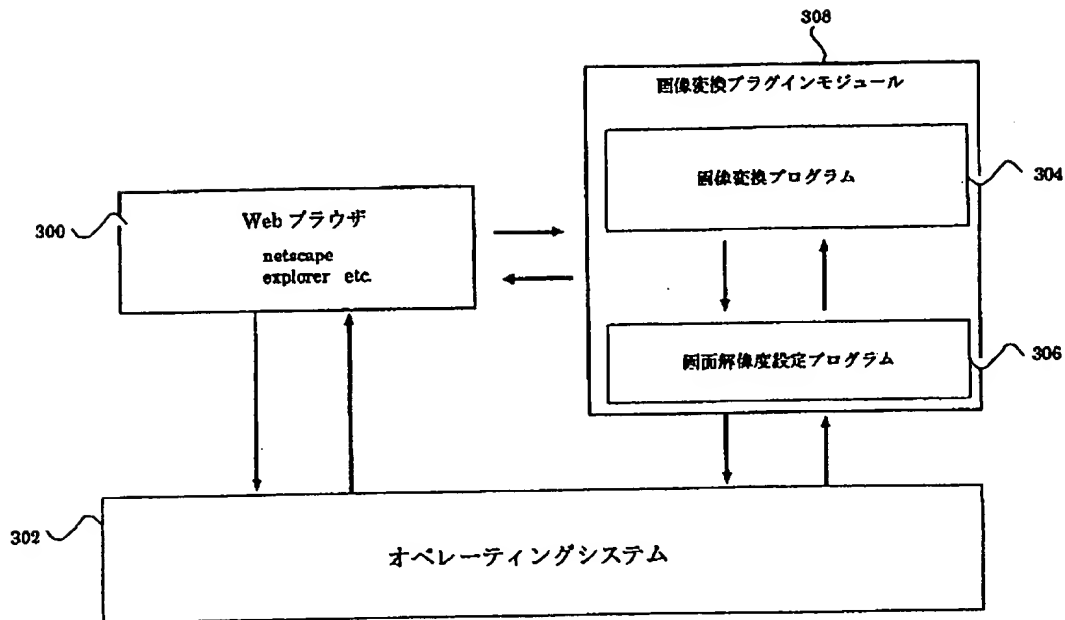 308
画像変換プラグインモジュール
画像変換プログラム
304
300
Web ブラウザ
netscape
explorer etc.
画面解像度設定プログラム
306
302
オペレーティングシステム